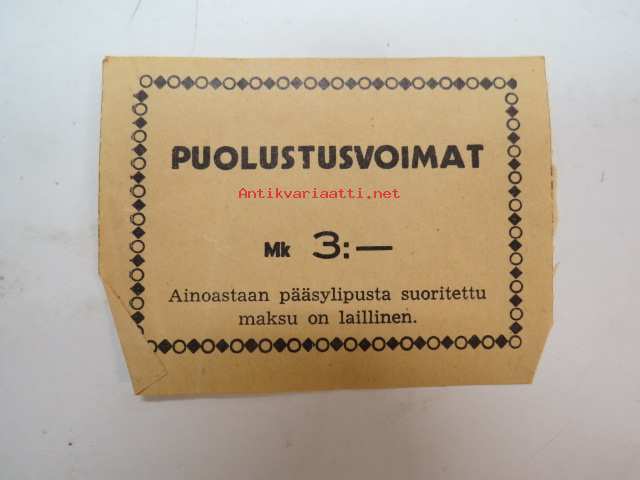 PUOLUSTUSVOIMAT
Antikvariaatti.net
Mk 3:—
Ainoastaan pääsylipusta suoritettu
maksu on laillinen.